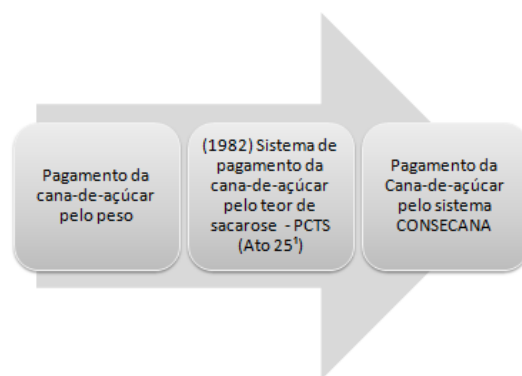 Pagamento da
cana-de-açúcar
pelo peso
(1982) Sistema de
pagamento da
cana-de-açúcar
pelo teor de
sacarose - PCTS
(Ato 25¹)
Pagamento da
Cana-de-açúcar
pelo sistema
CONSECANA